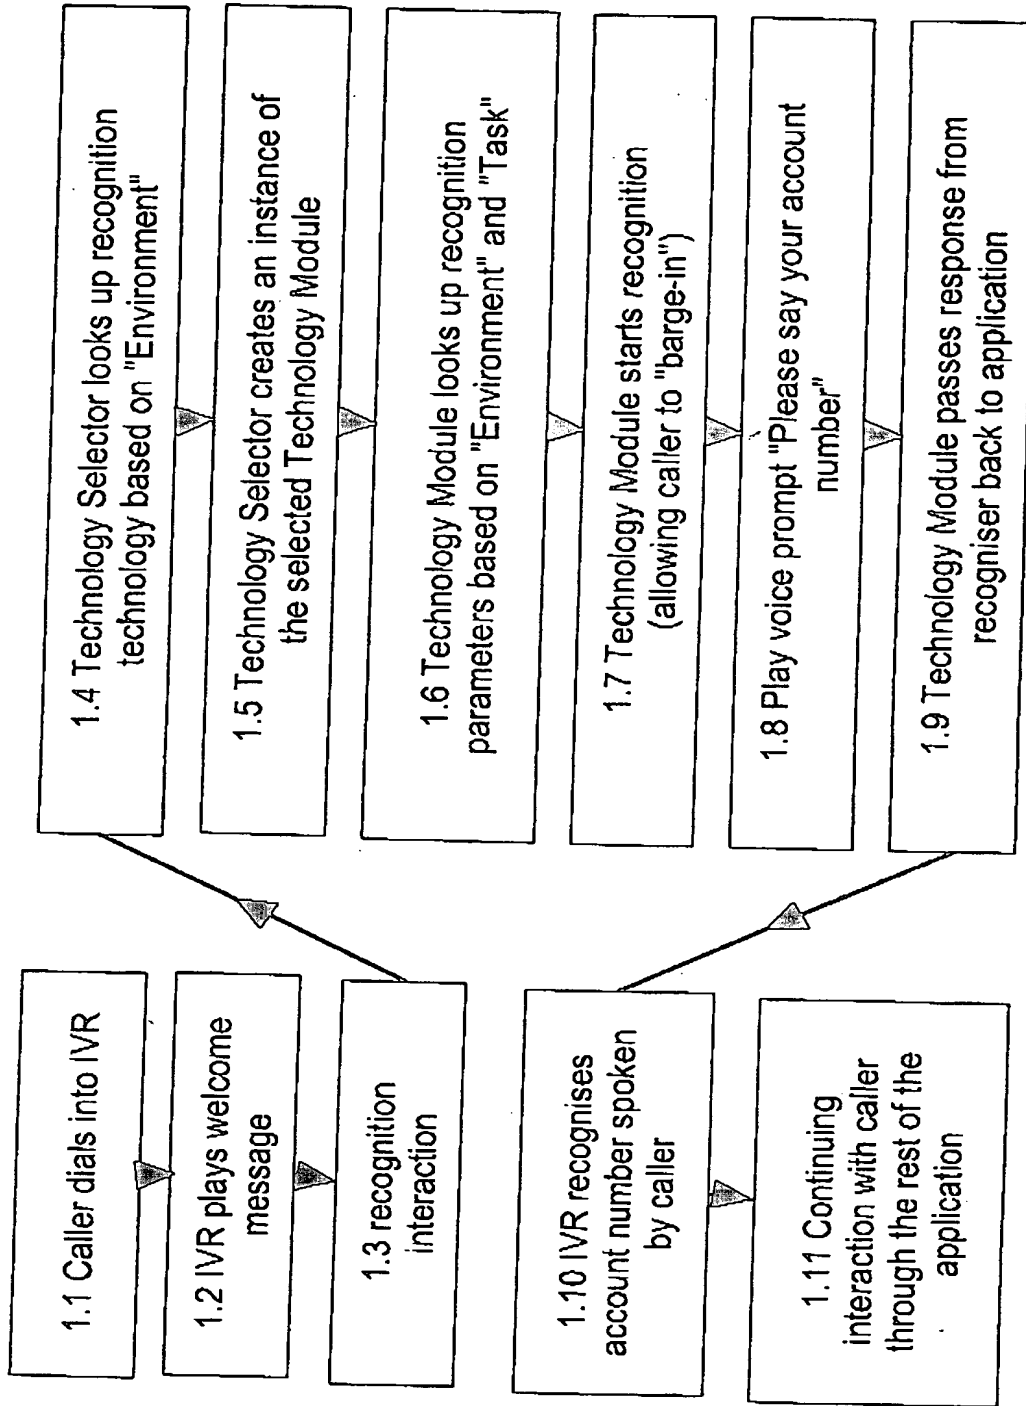 1.1 Caller dials into IVR
1.2 IVR plays welcome
message
1.3 recognition
interaction
1.4 Technology Selector looks up recognition
technology based on "Environment"
1.5 Technology Selector creates an instance of
the selected Technology Module
1.6 Technology Module looks up recognition
parameters based on "Environment" and "Task"
1.7 Technology Module starts recognition
(allowing caller to "barge-in")
1.8 Play voice prompt "Please say your account
number"
1.9 Technology Module passes response from
recogniser back to application
1.10 IVR recognises
account number spoken
by caller
1.11 Continuing
interaction with caller
through the rest of the
application